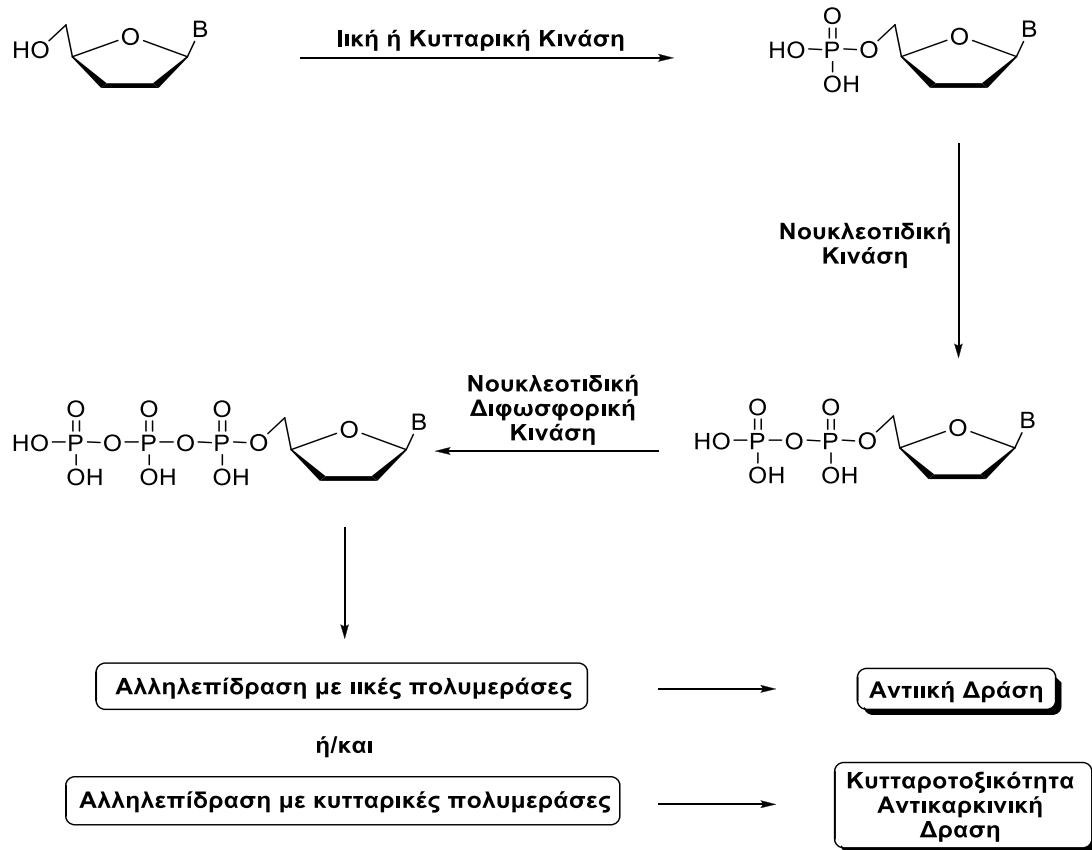 HO
O
B
Ιική ή Κυτταρική Κινάση
HO
P
O
OH
O
O
B
Νουκλεοτιδική
Κινάση
HO
P
O
OH
O
P
O
OH
O
P
O
OH
O
O
B
Νουκλεοτιδική
Διφωσφορική
Κινάση
HO
P
O
OH
O
P
O
OH
O
O
B
Αλληλεπίδραση με ιικές πολυμεράσες
Αντιική Δράση
ή/και
Αλληλεπίδραση με κυτταρικές πολυμεράσες
Κυτταροτοξικότητα
Αντικαρκινική
Δραση